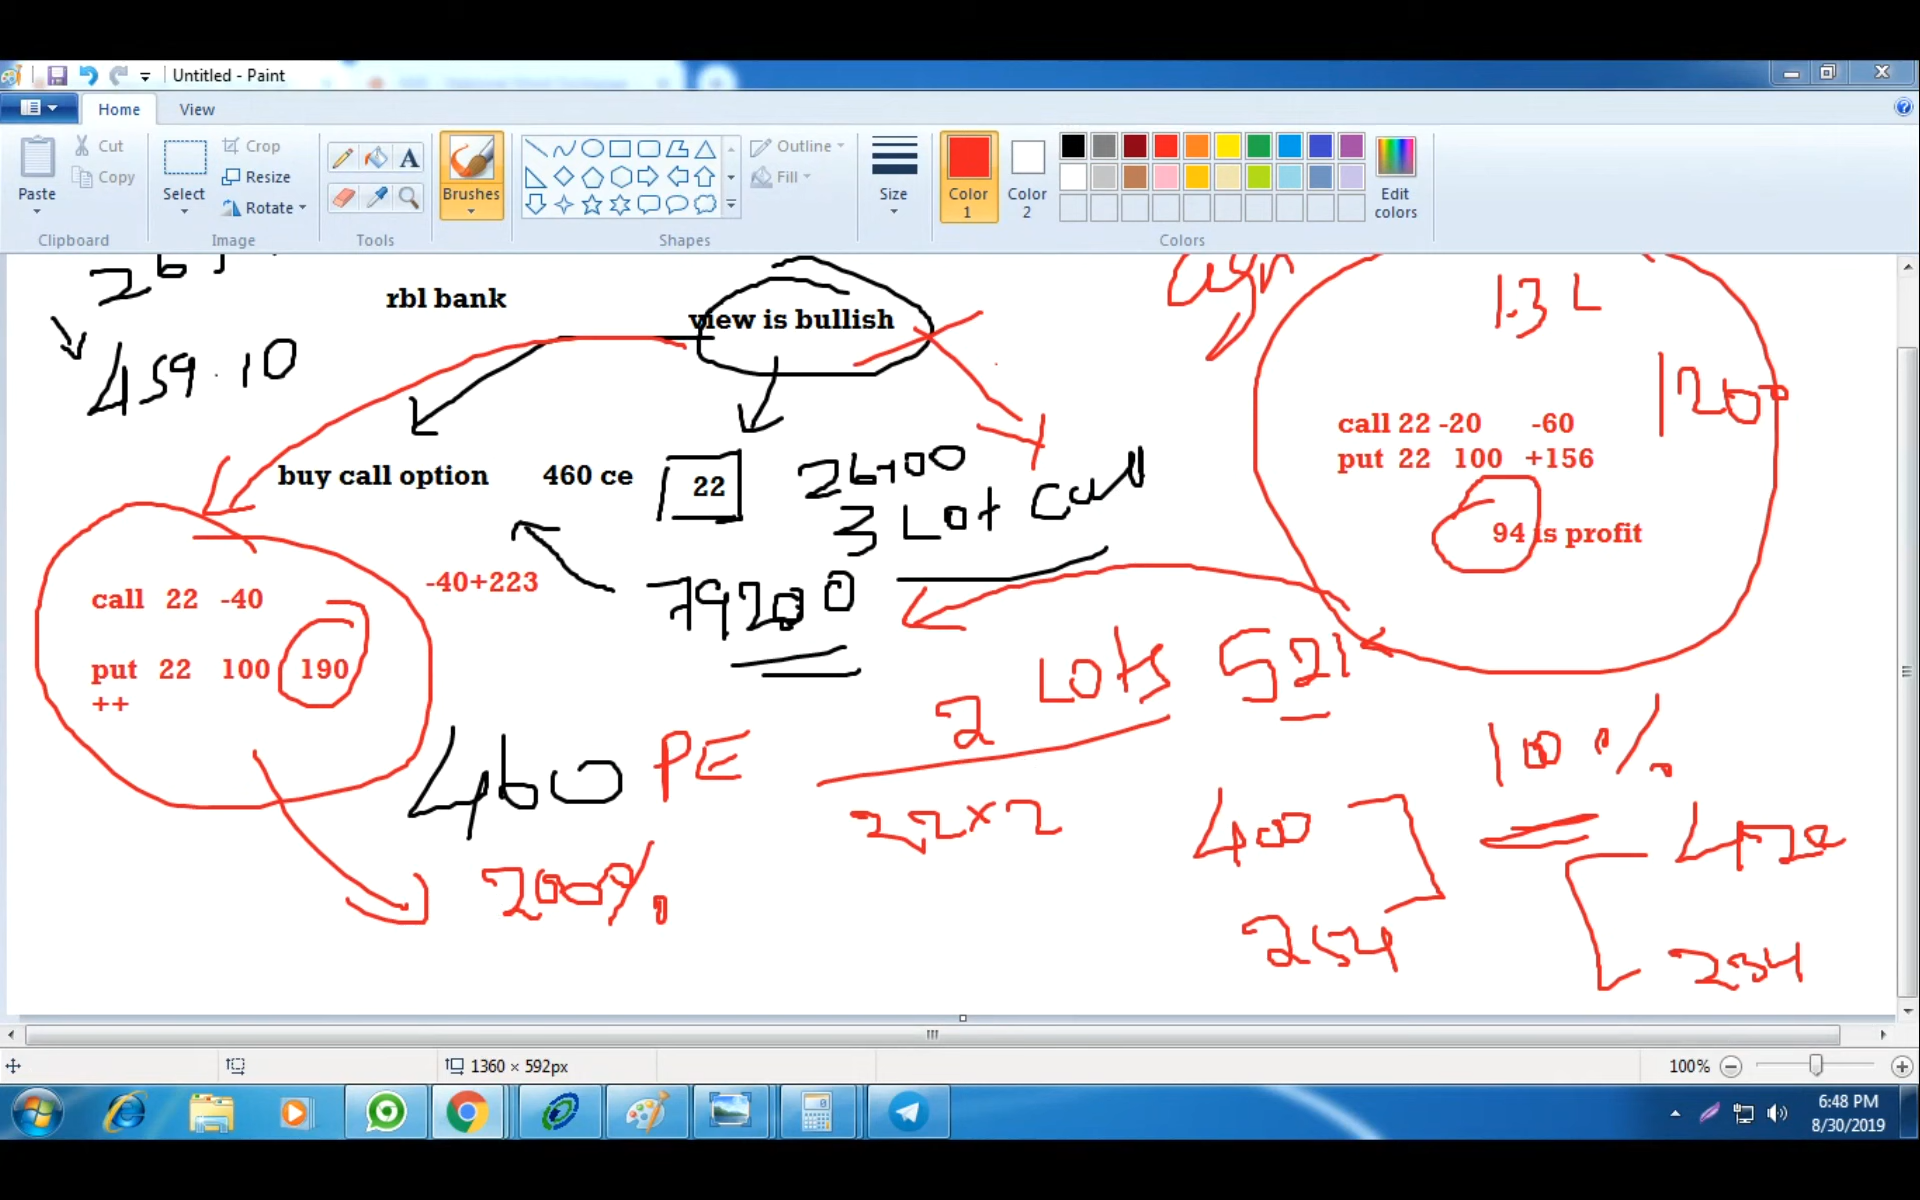 Untitled - Paint
Home
View
Paste
Cut
Copy
Clipboard
Select
Crop
Resize
Rotate
Image
Tools
Brushes
Shapes
Outline
Fill
Size
Color 1
Color 2
Edit colors
Colors
rbl bank
view is bullish
459.10
1.3 L
1200
call 22 -20 -60
put 22 100 +156
94 is profit
buy call option 460 ce 22
26400
3 Lot Call
79200
-40+223
call 22 -40
put 22 100 190
++
2 Lots 521
460 PE
22x2
400
254
10%
234
200%
1360 × 592px
100%
6:48 PM
8/30/2019